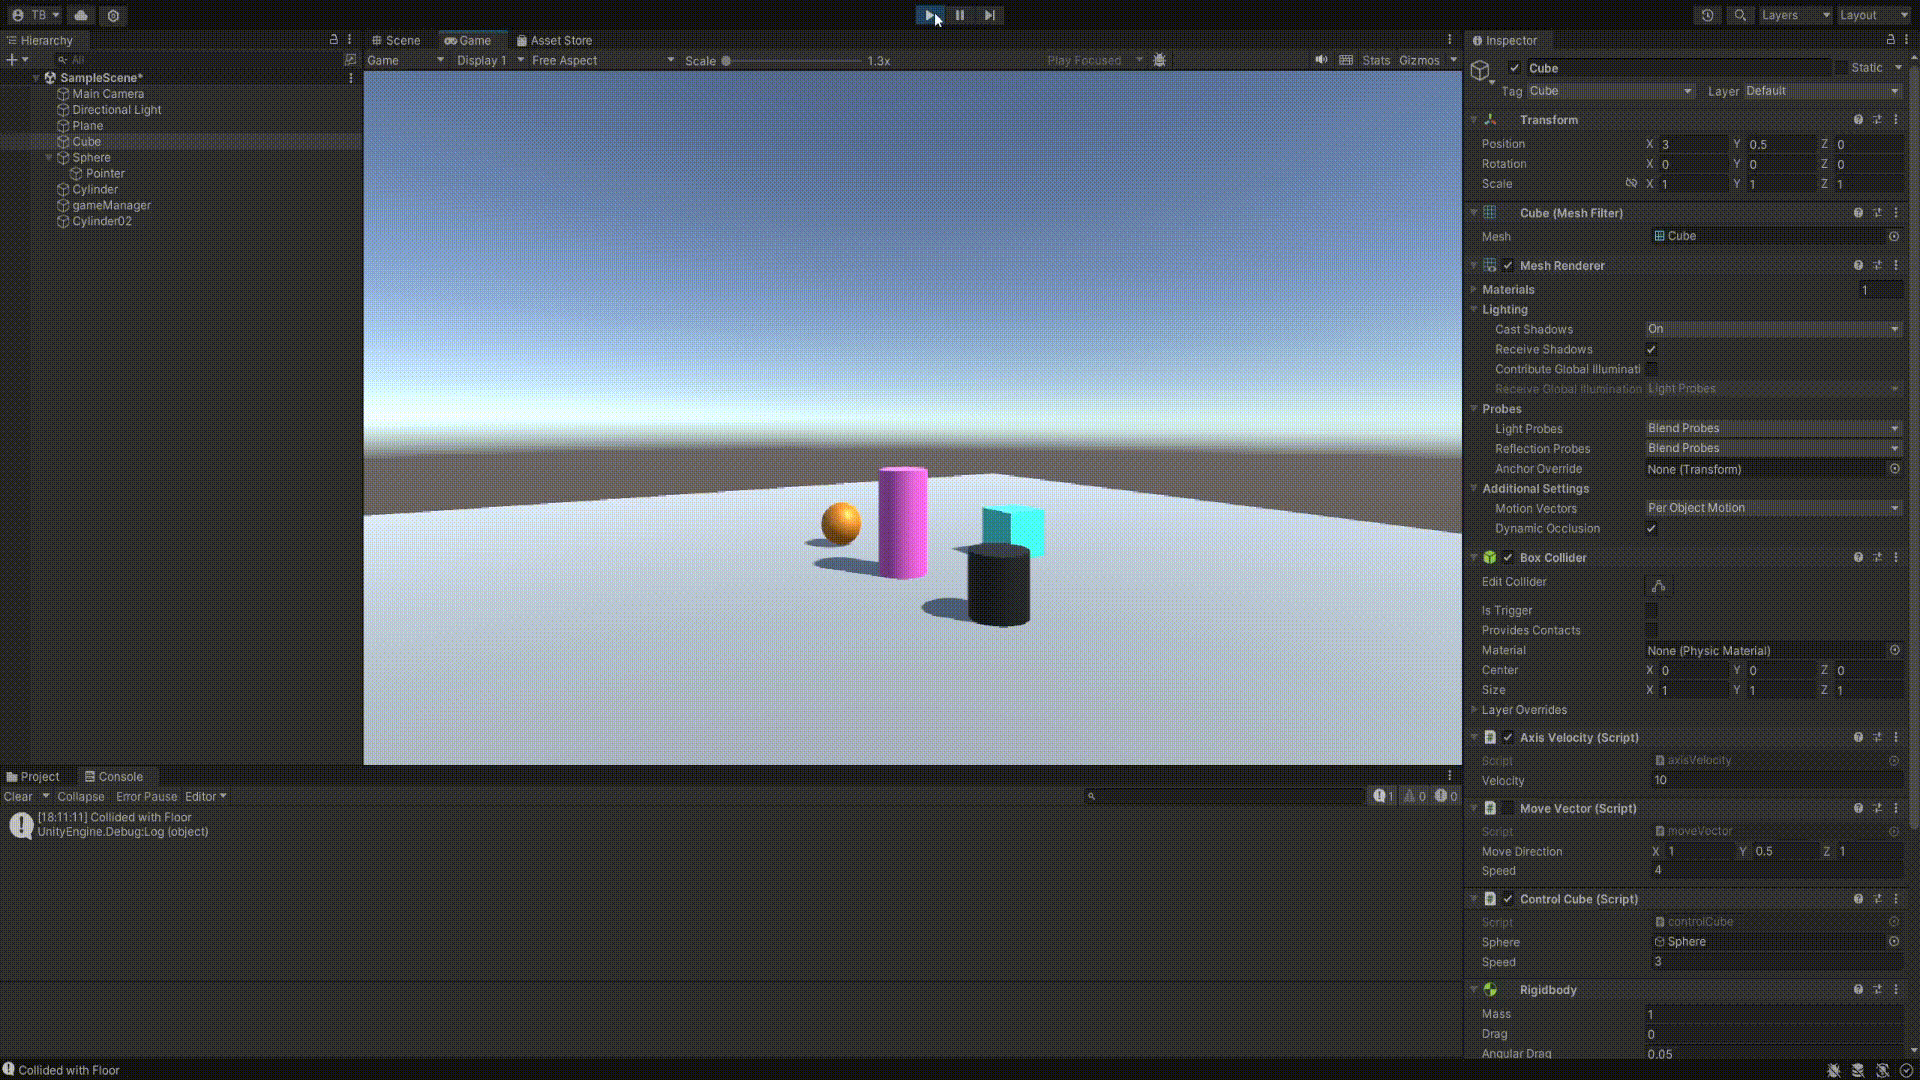 TB
Layers
Layout
Hierarchy
All
SampleScene*
Main Camera
Directional Light
Plane
Cube
Sphere
Pointer
Cylinder
gameManager
Cylinder02
Scene
Game
Asset Store
Game
Display 1
Free Aspect
Scale
1.3x
Play Focused
Stats
Gizmos
Project
Console
Clear
Collapse
Error Pause
Editor
1
0
0
[18:11:11] Collided with Floor
UnityEngine.Debug:Log (object)
Collided with Floor
Inspector
Cube
Static
Tag Cube
Layer Default
Transform
Position X 3 Y 0.5 Z 0
Rotation X 0 Y 0 Z 0
Scale X 1 Y 1 Z 1
Cube (Mesh Filter)
Mesh Cube
Mesh Renderer
Materials 1
Lighting
Cast Shadows On
Receive Shadows
Contribute Global Illuminati
Receive Global Illumination Light Probes
Probes
Light Probes Blend Probes
Reflection Probes Blend Probes
Anchor Override None (Transform)
Additional Settings
Motion Vectors Per Object Motion
Dynamic Occlusion
Box Collider
Edit Collider
Is Trigger
Provides Contacts
Material None (Physic Material)
Center X 0 Y 0 Z 0
Size X 1 Y 1 Z 1
Layer Overrides
Axis Velocity (Script)
Script axisVelocity
Velocity 10
Move Vector (Script)
Script moveVector
Move Direction X 1 Y 0.5 Z 1
Speed 4
Control Cube (Script)
Script controlCube
Sphere Sphere
Speed 3
Rigidbody
Mass 1
Drag 0
Angular Drag 0.05